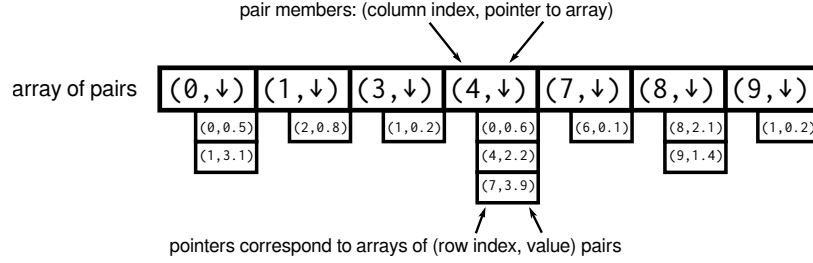 pair members: (column index, pointer to array)
array of pairs (0,↓) (1,↓) (3,↓) (4,↓) (7,↓) (8,↓) (9,↓)
(0,0.5) (2,0.8) (1,0.2) (0,0.6) (6,0.1) (8,2.1) (1,0.2)
(1,3.1) (4,2.2) (9,1.4)
(7,3.9)
pointers correspond to arrays of (row index, value) pairs